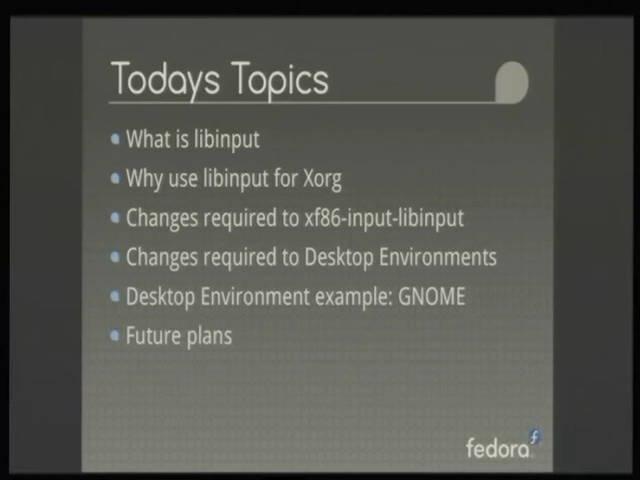 Todays Topics
What is libinput
Why use libinput for Xorg
Changes required to xf86-input-libinput
Changes required to Desktop Environments
Desktop Environment example: GNOME
Future plans
fedora